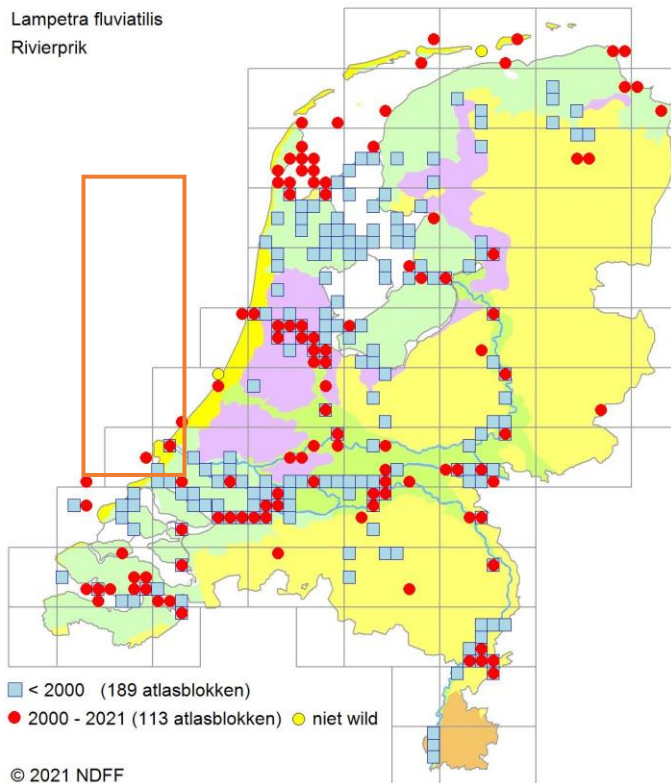 Lampetra fluviatilis
Rivierprik
< 2000 (189 atlasblokken)
2000 - 2021 (113 atlasblokken) niet wild
© 2021 NDFF